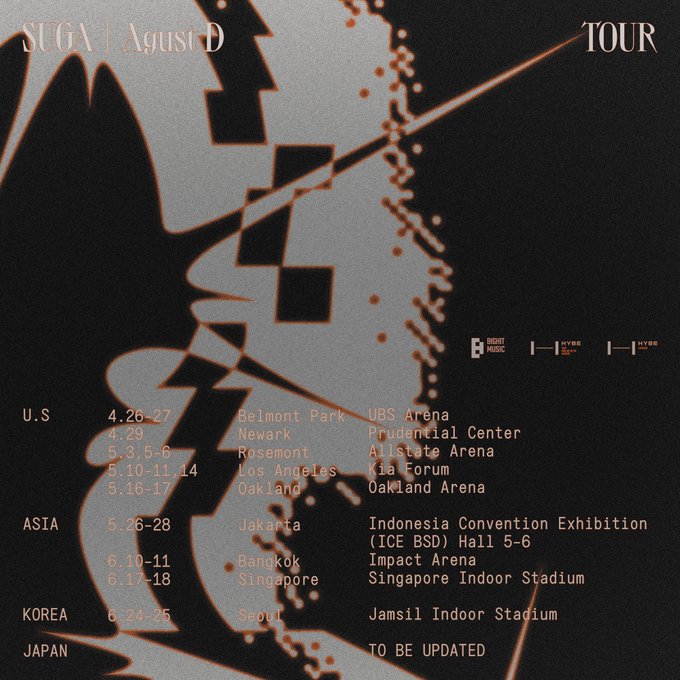 SUGA | Agust D TOUR
BIGHIT MUSIC HYBE HYBE
U.S 4.26-27 Belmont Park UBS Arena
4.29 Newark Prudential Center
5.3,5-6 Rosemont Allstate Arena
5.10-11,14 Los Angeles Kia Forum
5.16-17 Oakland Oakland Arena
ASIA 5.26-28 Jakarta Indonesia Convention Exhibition
(ICE BSD) Hall 5-6
6.10-11 Bangkok Impact Arena
6.17-18 Singapore Singapore Indoor Stadium
KOREA 6.24-25 Seoul Jamsil Indoor Stadium
JAPAN TO BE UPDATED